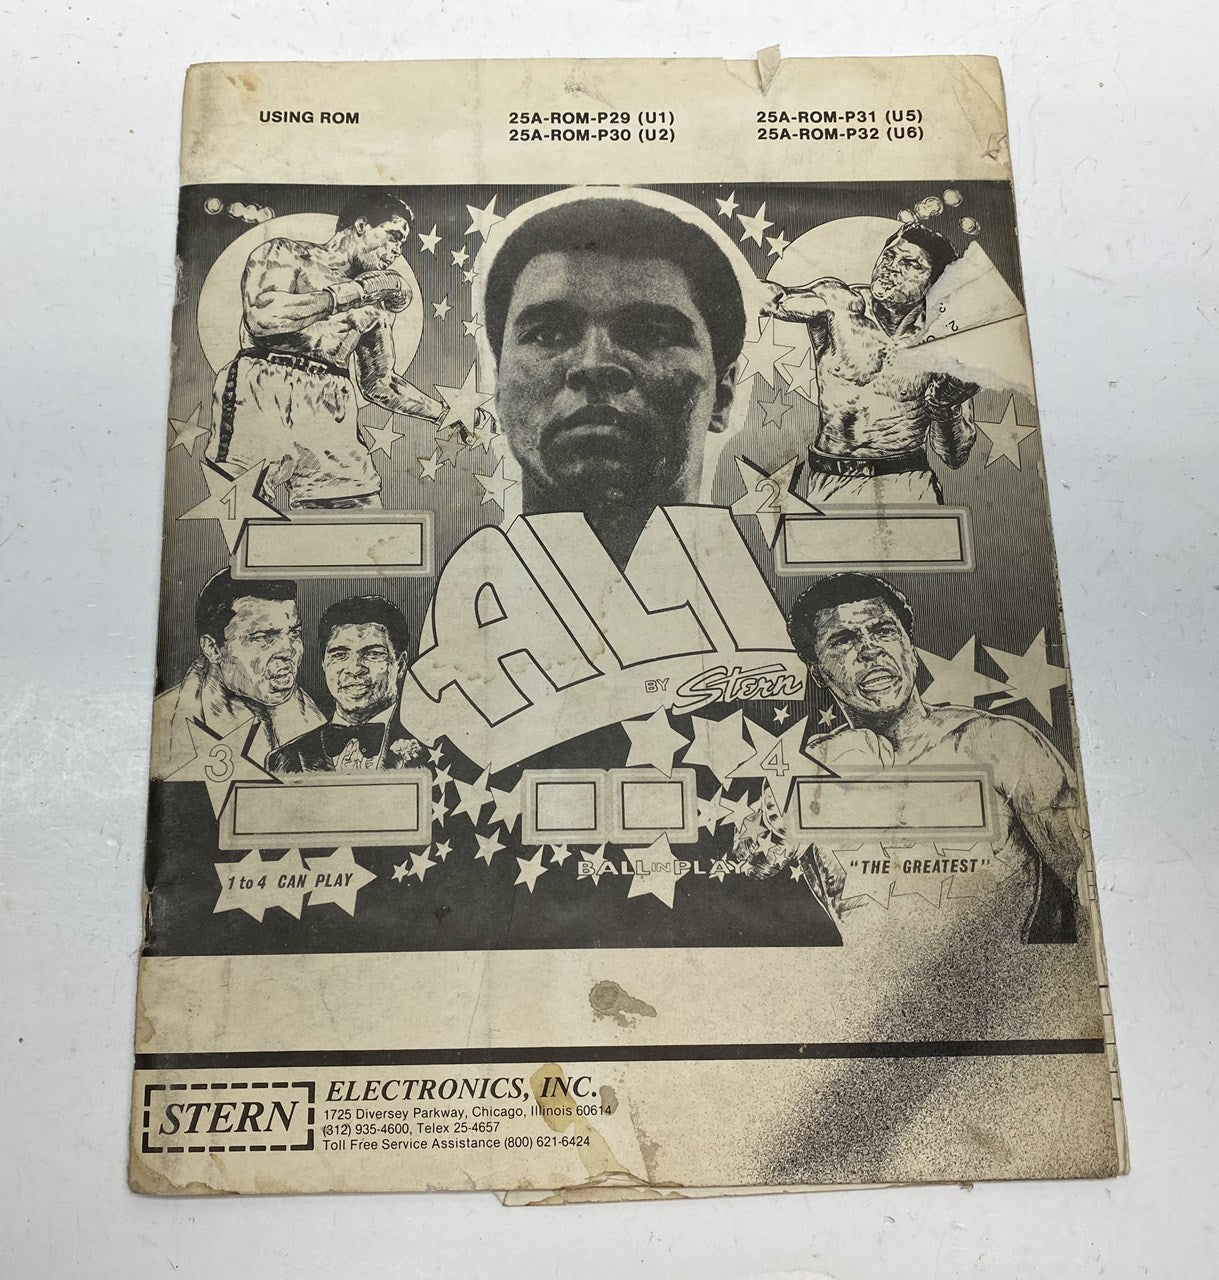 USING ROM
25A-ROM-P29 (U1)
25A-ROM-P30 (U2)
25A-ROM-P31 (U5)
25A-ROM-P32 (U6)
1
2
ALI
BY Stern
3
4
BALL IN PLAY
1 to 4 CAN PLAY
"THE GREATEST"
STERN
ELECTRONICS, INC.
1725 Diversey Parkway, Chicago, Illinois 60614
(312) 935-4600, Telex 25-4657
Toll Free Service Assistance (800) 621-6424